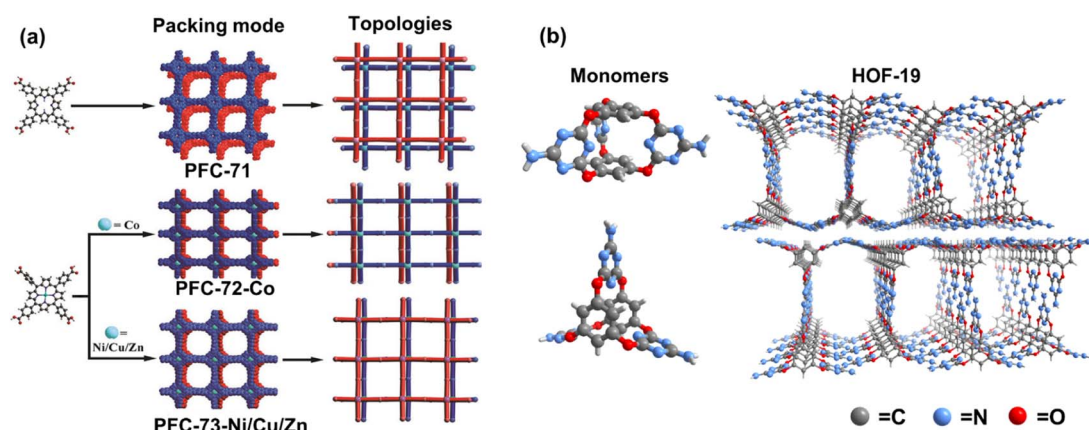 (a)
Packing mode
Topologies
PFC-71
= Co
PFC-72-Co
=
Ni/Cu/Zn
PFC-73-Ni/Cu/Zn
(b)
Monomers
HOF-19
=C =N =O